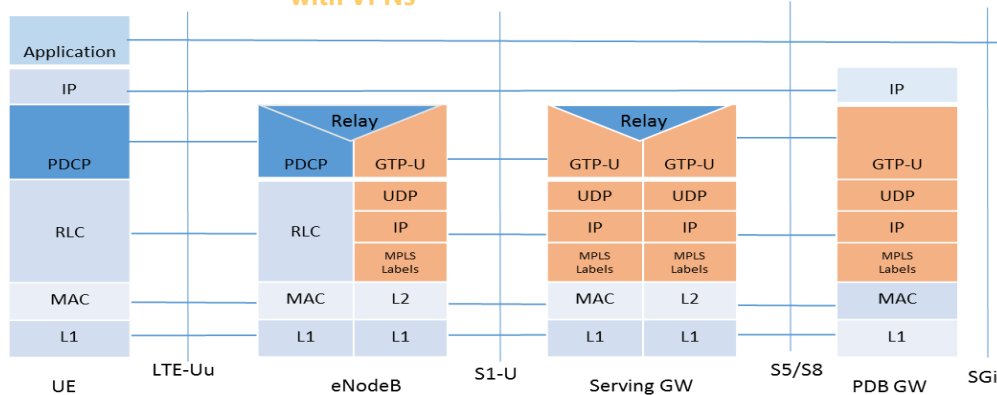 with VPNs
Application
IP
IP
Relay
Relay
PDCP
PDCP
GTP-U
GTP-U
GTP-U
GTP-U
UDP
UDP
UDP
UDP
RLC
RLC
IP
IP
IP
IP
MPLS
Labels
MPLS
Labels
MPLS
Labels
MPLS
Labels
MAC
MAC
L2
MAC
L2
MAC
L1
L1
L1
L1
L1
L1
LTE-Uu
S1-U
S5/S8
SGi
UE
eNodeB
Serving GW
PDB GW